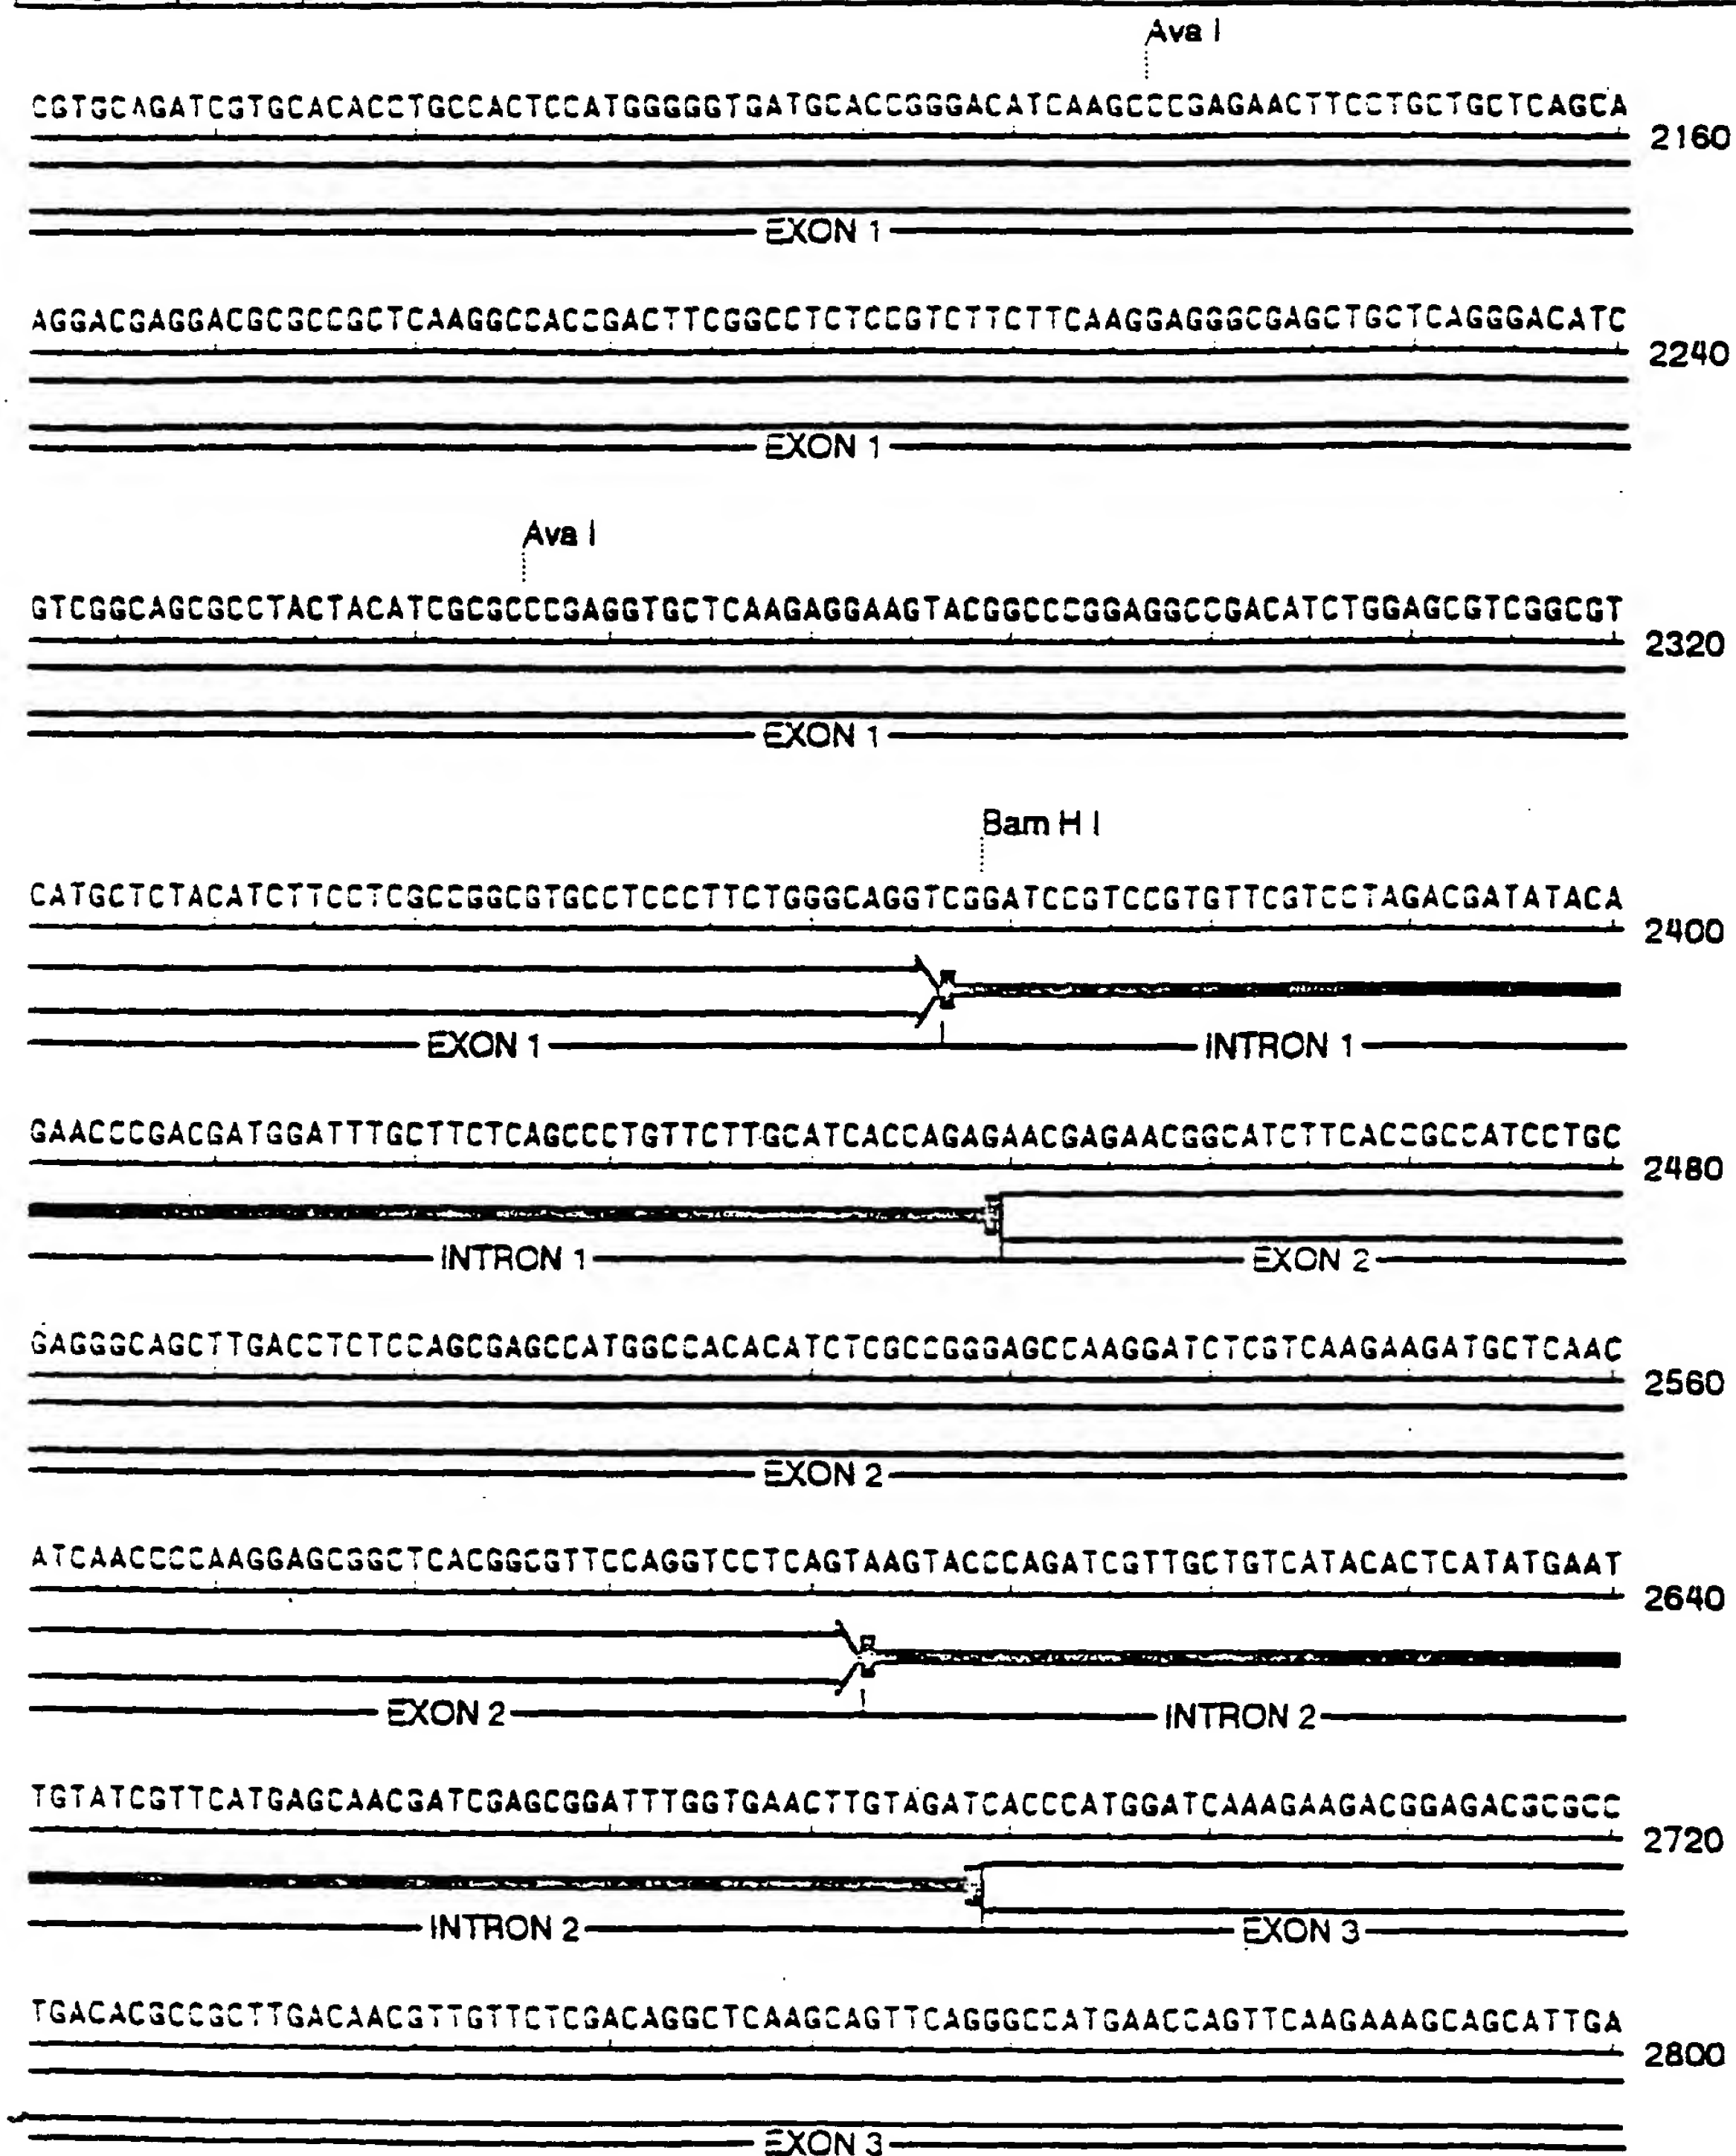 Ava I
CGTGCAGATCGTGCACACCTGCCACTCCATGGGGGTGATGCACCGGGACATCAAGCCCGAGAACTTCCTGCTGCTCAGCA
2160
EXON 1
AGGACGAGGACGCGCCGCTCAAGGCCACCGACTTCGGCCTCTCCGTCTTCTTCAAGGAGGGCGAGCTGCTCAGGGACATC
2240
EXON 1
Ava I
GTCGGCAGCGCCTACTACATCGCGCCCGAGGTGCTCAAGAGGAAGTACGGCCCGGAGGCCGACATCTGGAGCGTCGGCGT
2320
EXON 1
Bam H I
CATGCTCTACATCTTCCTCGCCGGCGTGCCTCCCTTCTGGGCAGGTCGGATCCGTCCGTGTTCGTCCTAGACGATATACA
2400
EXON 1 INTRON 1
GAACCCGACGATGGATTTGCTTCTCAGCCCTGTTCTTGCATCACCAGAGAACGAGAACGGCATCTTCACCGCCATCCTGC
2480
INTRON 1 EXON 2
GAGGGCAGCTTGACCTCTCCAGCGAGCCATGGCCACACATCTCGCCGGGAGCCAAGGATCTCGTCAAGAAGATGCTCAAC
2560
EXON 2
ATCAACCCCAAGGAGCGGCTCACGGCGTTCCAGGTCCTCAGTAAGTACCCAGATCGTTGCTGTCATACACTCATATGAAT
2640
EXON 2 INTRON 2
TGTATCGTTCATGAGCAACGATCGAGCGGATTTGGTGAACTTGTAGATCACCCATGGATCAAAGAAGACGGAGACGCGCC
2720
INTRON 2 EXON 3
TGACACGCCGCTTGACAACGTTGTTCTCGACAGGCTCAAGCAGTTCAGGGCCATGAACCAGTTCAAGAAAGCAGCATTGA
2800
EXON 3